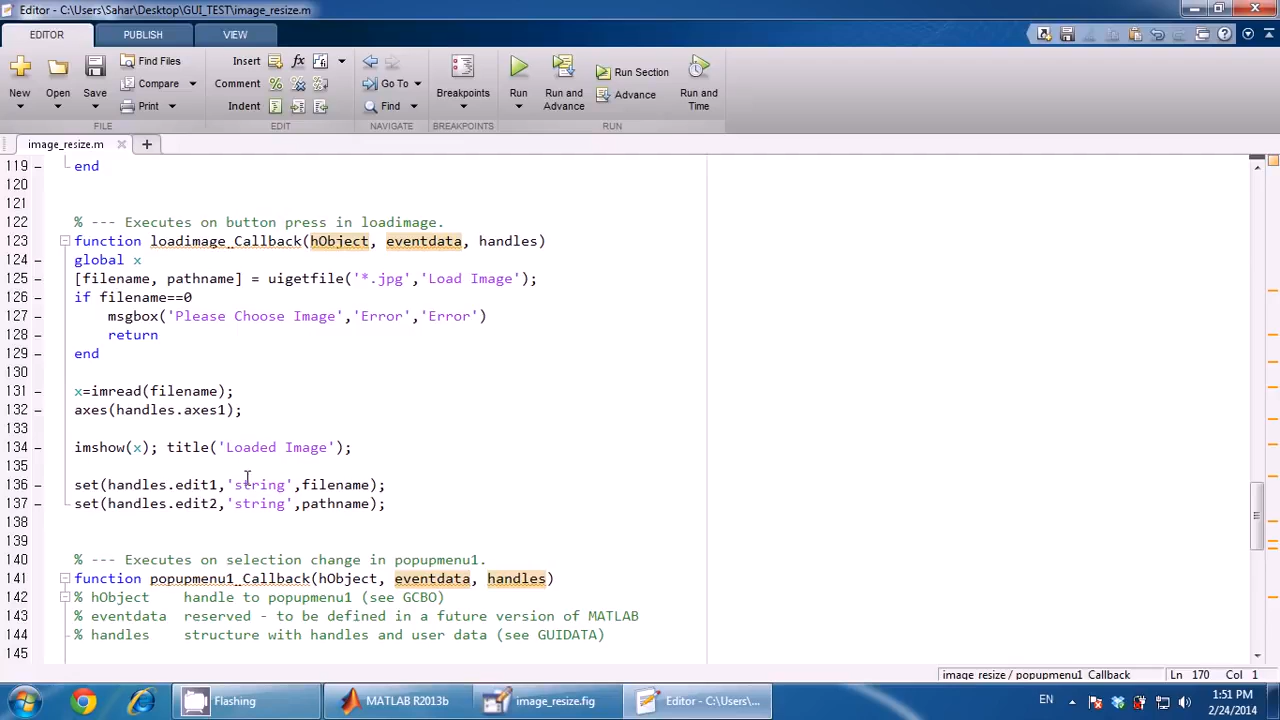 Editor - C:\Users\Sahar\Desktop\GUI_TEST\image_resize.m
EDITOR PUBLISH VIEW
New Open Save Find Files Compare Print FILE
Insert Comment Indent EDIT
Go To Find NAVIGATE
Breakpoints BREAKPOINTS
Run Run and Advance Run Section Advance Run and Time RUN
image_resize.m
119 end
120
121
122 % --- Executes on button press in loadimage.
123 function loadimage_Callback(hObject, eventdata, handles)
124 global x
125 [filename, pathname] = uigetfile('*.jpg','Load Image');
126 if filename==0
127 msgbox('Please Choose Image','Error','Error')
128 return
129 end
130
131 x=imread(filename);
132 axes(handles.axes1);
133
134 imshow(x); title('Loaded Image');
135
136 set(handles.edit1,'string',filename);
137 set(handles.edit2,'string',pathname);
138
139
140 % --- Executes on selection change in popupmenu1.
141 function popupmenu1_Callback(hObject, eventdata, handles)
142 % hObject    handle to popupmenu1 (see GCBO)
143 % eventdata  reserved - to be defined in a future version of MATLAB
144 % handles    structure with handles and user data (see GUIDATA)
145
image_resize / popupmenu1_Callback Ln 170 Col 1
Flashing MATLAB R2013b image_resize.fig Editor - C:\Users\... EN 1:51 PM
2/24/2014